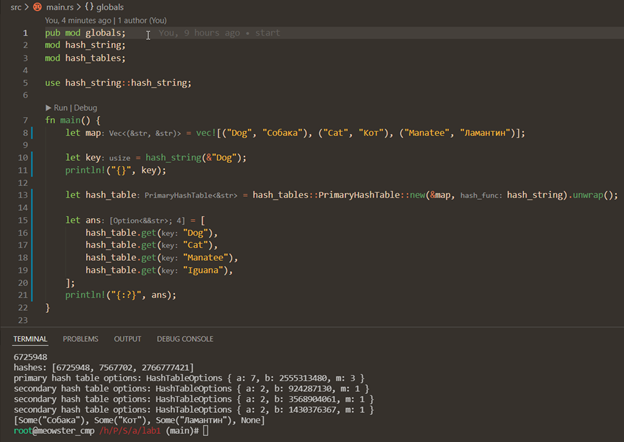 src > main.rs > {} globals
You, 4 minutes ago | 1 author (You)
1 pub mod globals; You, 9 hours ago • start
2 mod hash_string;
3 mod hash_tables;
4
5 use hash_string::hash_string;
6
▶ Run | Debug
7 fn main() {
8 let map: Vec<(&str, &str)> = vec![("Dog", "Собака"), ("Cat", "Кот"), ("Manatee", "Ламантин")];
9
10 let key: usize = hash_string(&"Dog");
11 println!("{}", key);
12
13 let hash_table: PrimaryHashTable<&str> = hash_tables::PrimaryHashTable::new(&map, hash_func: hash_string).unwrap();
14
15 let ans: [Option<&&str>; 4] = [
16 hash_table.get(key: "Dog"),
17 hash_table.get(key: "Cat"),
18 hash_table.get(key: "Manatee"),
19 hash_table.get(key: "Iguana"),
20 ];
21 println!("{:?}", ans);
22 }
23
TERMINAL PROBLEMS OUTPUT DEBUG CONSOLE
6725948
hashes: [6725948, 7567702, 2766777421]
primary hash table options: HashTableOptions { a: 7, b: 2555313480, m: 3 }
secondary hash table options: HashTableOptions { a: 2, b: 924287130, m: 1 }
secondary hash table options: HashTableOptions { a: 2, b: 3568904061, m: 1 }
secondary hash table options: HashTableOptions { a: 2, b: 1430376367, m: 1 }
[Some("Собака"), Some("Кот"), Some("Ламантин"), None]
root@meowster_cmp /h/P/S/a/lab1 (main)#